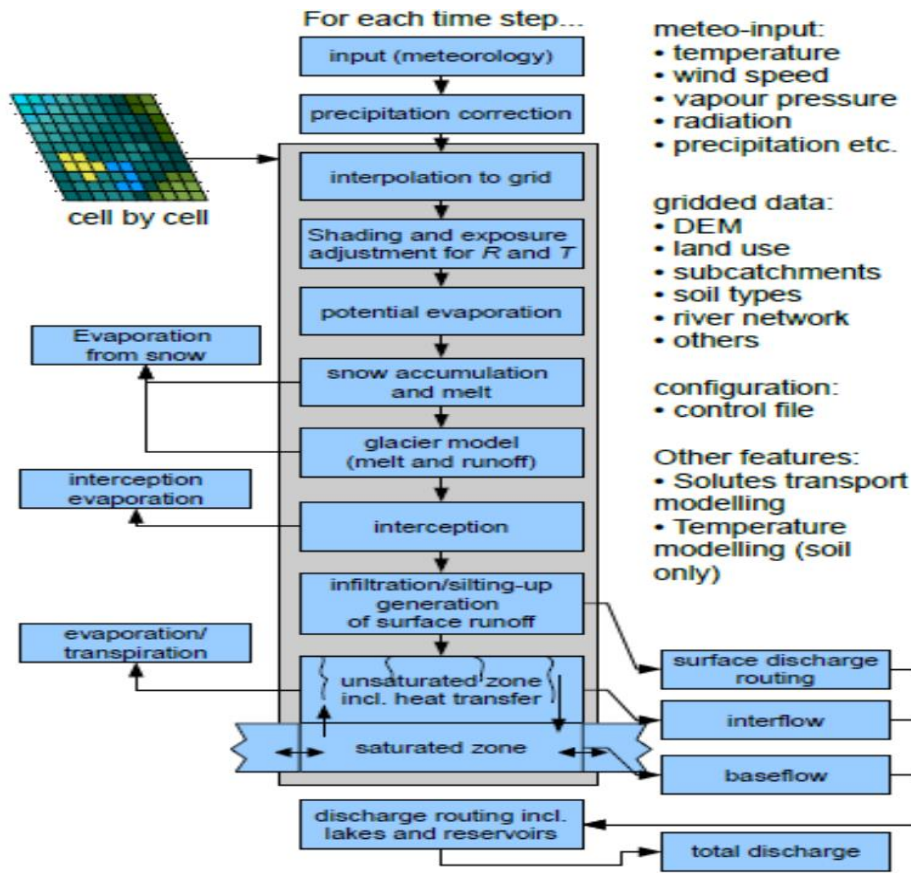 For each time step...
input (meteorology)
precipitation correction
cell by cell
interpolation to grid
Shading and exposure
adjustment for R and T
potential evaporation
Evaporation
from snow
snow accumulation
and melt
glacier model
(melt and runoff)
interception
evaporation
interception
infiltration/silting-up
generation
of surface runoff
evaporation/
transpiration
unsaturated zone
incl. heat transfer
saturated zone
surface discharge
routing
interflow
baseflow
discharge routing incl.
lakes and reservoirs
total discharge
meteo-input:
• temperature
• wind speed
• vapour pressure
• radiation
• precipitation etc.
gridded data:
• DEM
• land use
• subcatchments
• soil types
• river network
• others
configuration:
• control file
Other features:
• Solutes transport
modelling
• Temperature
modelling (soil
only)